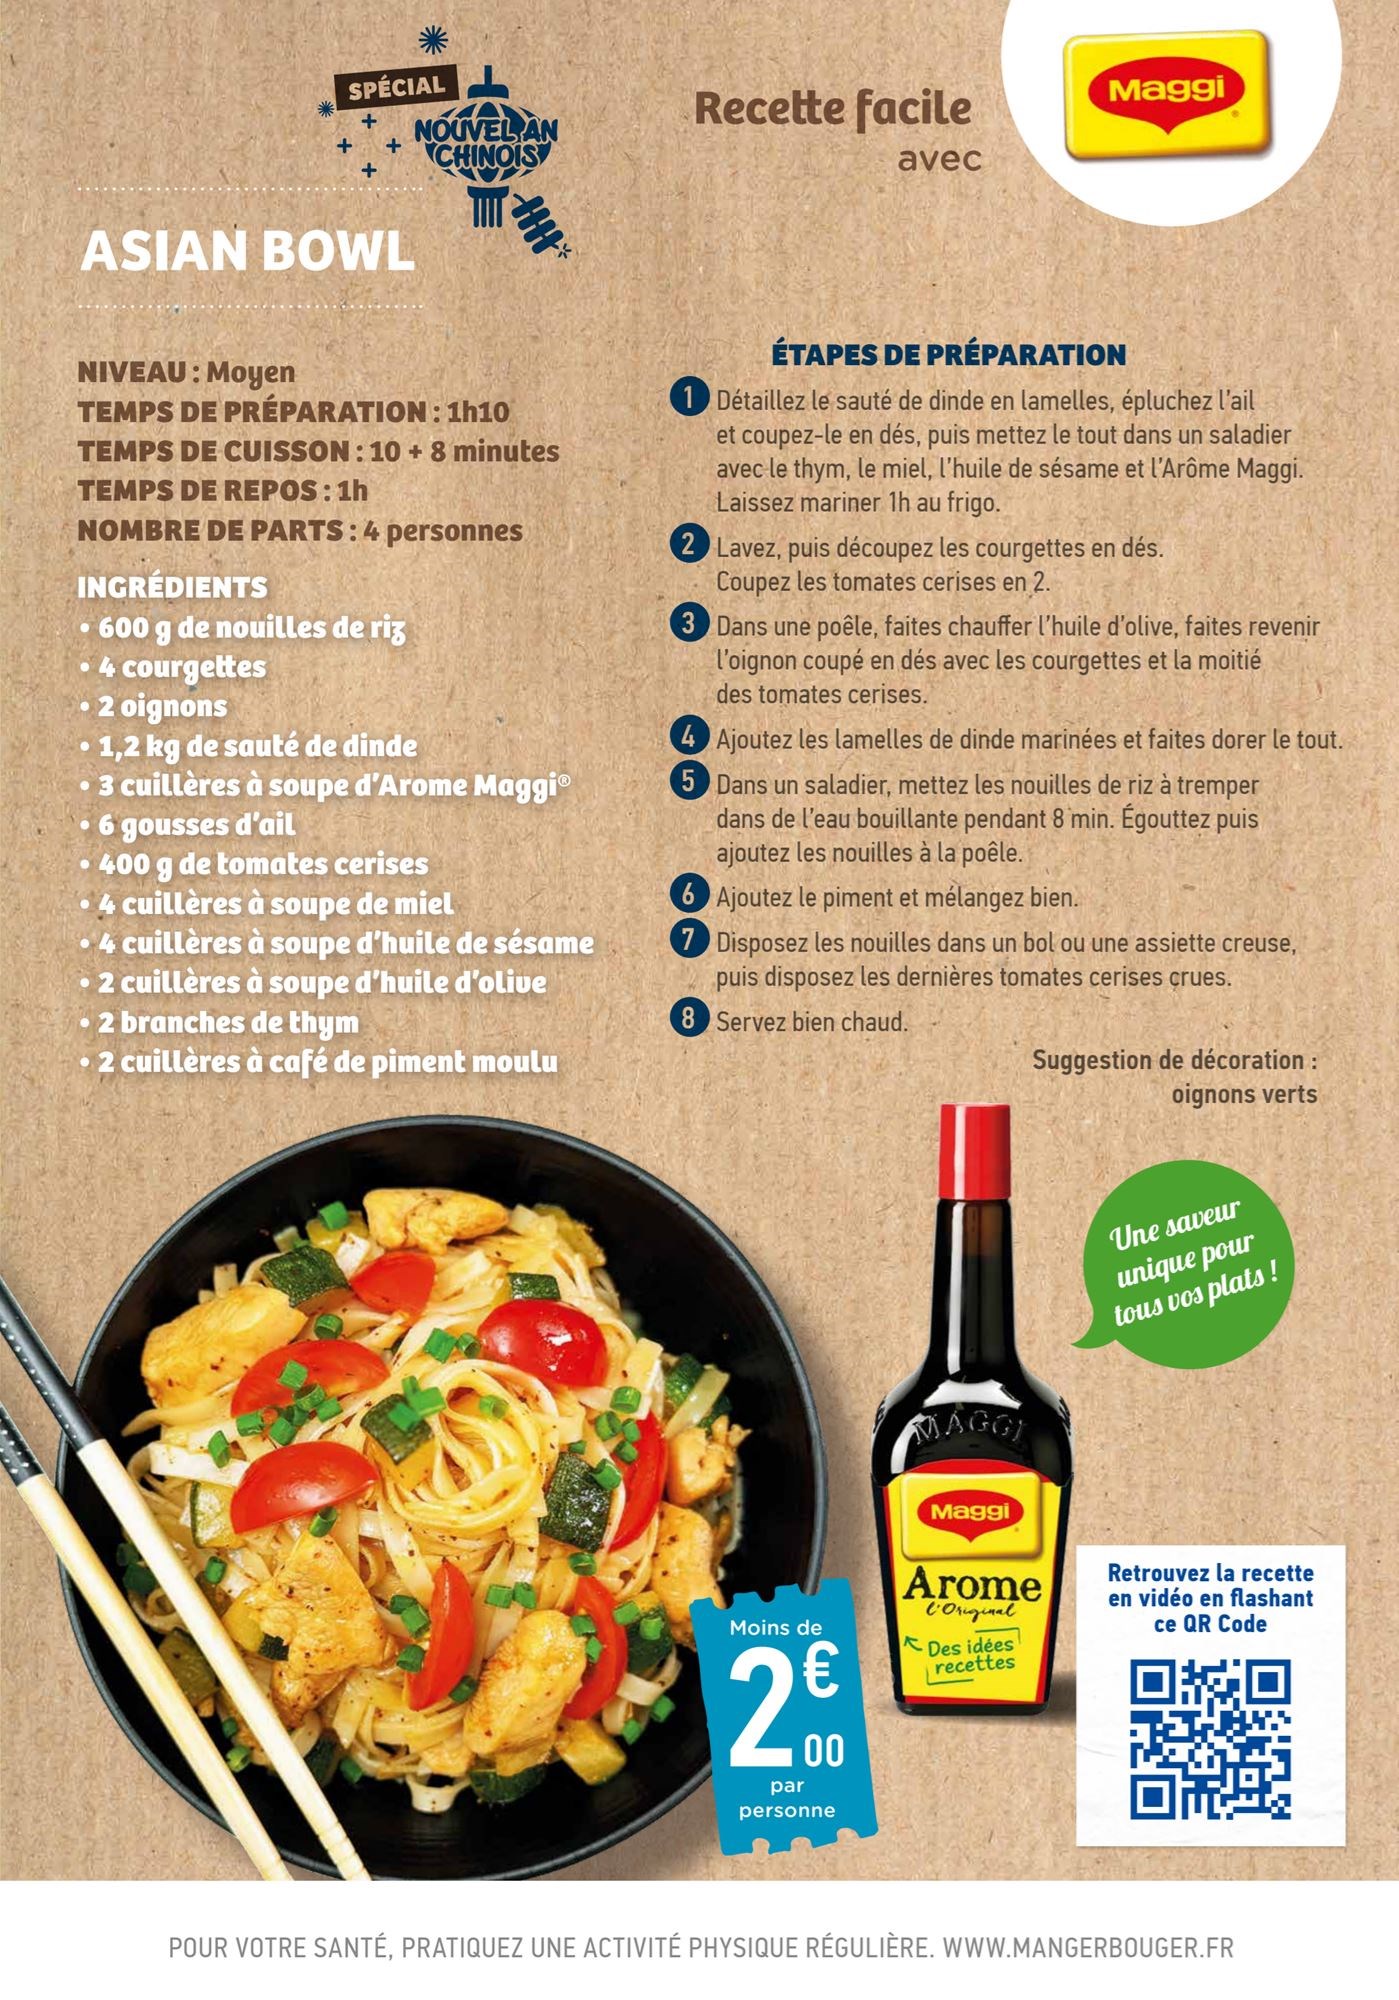 SPÉCIAL
NOUVEL AN
CHINOIS
Recette facile
avec
Maggi
ASIAN BOWL
NIVEAU : Moyen
TEMPS DE PRÉPARATION : 1h10
TEMPS DE CUISSON : 10 + 8 minutes
TEMPS DE REPOS : 1h
NOMBRE DE PARTS : 4 personnes
INGRÉDIENTS
• 600 g de nouilles de riz
• 4 courgettes
• 2 oignons
• 1,2 kg de sauté de dinde
• 3 cuillères à soupe d'Arome Maggi®
• 6 gousses d'ail
• 400 g de tomates cerises
• 4 cuillères à soupe de miel
• 4 cuillères à soupe d'huile de sésame
• 2 cuillères à soupe d'huile d'olive
• 2 branches de thym
• 2 cuillères à café de piment moulu
ÉTAPES DE PRÉPARATION
1 Détaillez le sauté de dinde en lamelles, épluchez l'ail
et coupez-le en dés, puis mettez le tout dans un saladier
avec le thym, le miel, l'huile de sésame et l'Arôme Maggi.
Laissez mariner 1h au frigo.
2 Lavez, puis découpez les courgettes en dés.
Coupez les tomates cerises en 2.
3 Dans une poêle, faites chauffer l'huile d'olive, faites revenir
l'oignon coupé en dés avec les courgettes et la moitié
des tomates cerises.
4 Ajoutez les lamelles de dinde marinées et faites dorer le tout.
5 Dans un saladier, mettez les nouilles de riz à tremper
dans de l'eau bouillante pendant 8 min. Égouttez puis
ajoutez les nouilles à la poêle.
6 Ajoutez le piment et mélangez bien.
7 Disposez les nouilles dans un bol ou une assiette creuse,
puis disposez les dernières tomates cerises crues.
8 Servez bien chaud.
Suggestion de décoration :
oignons verts
Une saveur
unique pour
tous vos plats !
MAGGI
Maggi
Arome
l'Original
Des idées
recettes
Moins de
2€
00
par
personne
Retrouvez la recette
en vidéo en flashant
ce QR Code
POUR VOTRE SANTÉ, PRATIQUEZ UNE ACTIVITÉ PHYSIQUE RÉGULIÈRE. WWW.MANGERBOUGER.FR